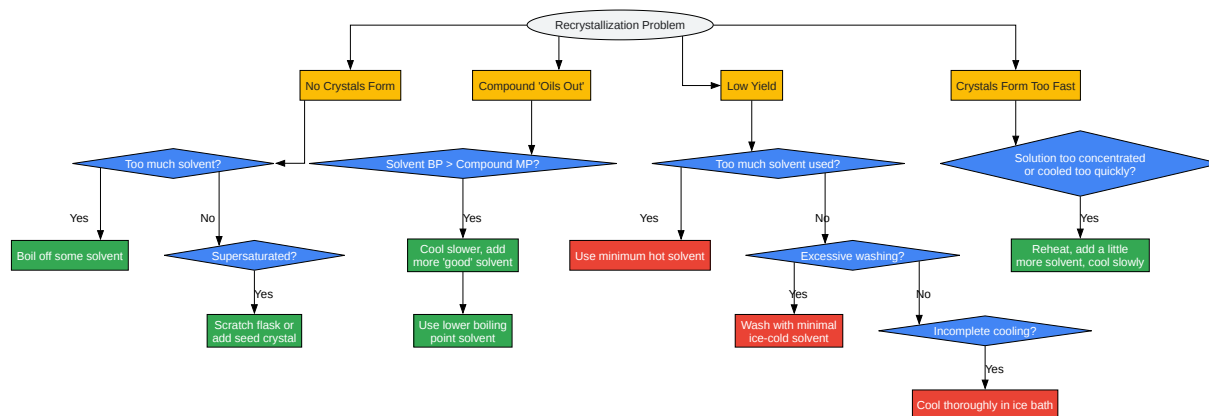 Recrystallization Problem
No Crystals Form
Compound 'Oils Out'
Low Yield
Crystals Form Too Fast
Too much solvent?
Solvent BP > Compound MP?
Too much solvent used?
Solution too concentrated
or cooled too quickly?
Yes
No
Yes
Yes
No
Yes
Boil off some solvent
Supersaturated?
Cool slower, add
more 'good' solvent
Use minimum hot solvent
Excessive washing?
Reheat, add a little
more solvent, cool slowly
Yes
Yes
No
Scratch flask or
add seed crystal
Use lower boiling
point solvent
Wash with minimal
ice-cold solvent
Incomplete cooling?
Yes
Cool thoroughly in ice bath